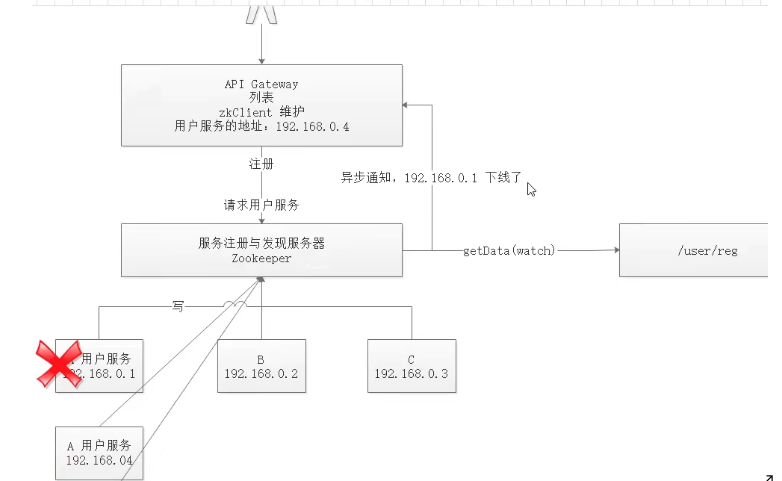 API Gateway
列表
zkClient 维护
用户服务的地址: 192.168.0.4
注册
异步通知, 192.168.0.1 下线了
请求用户服务
服务注册与发现服务器
Zookeeper
getData(watch)
/user/reg
写
用户服务
192.168.0.1
B
192.168.0.2
C
192.168.0.3
A 用户服务
192.168.04